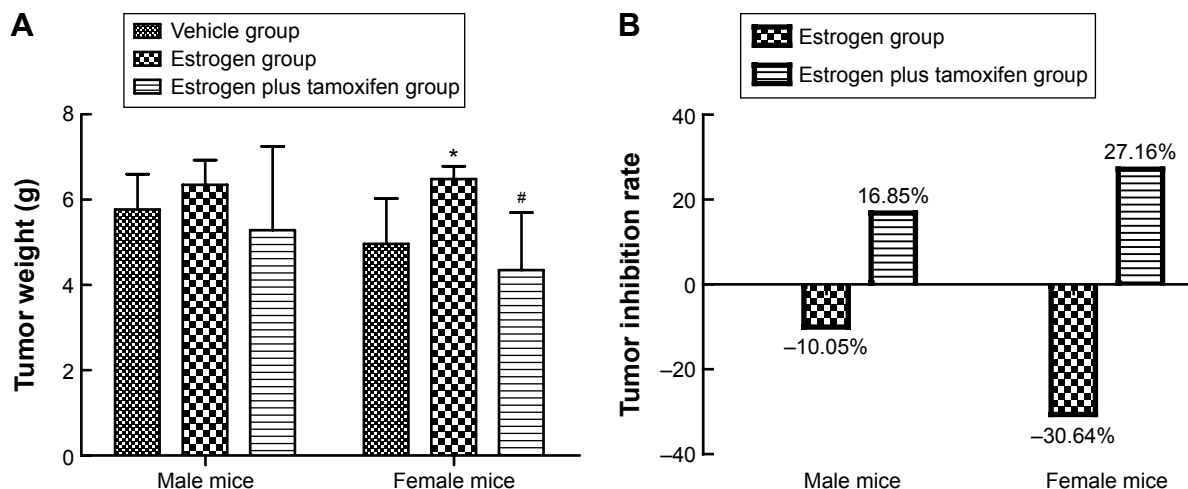 A
Vehicle group
Estrogen group
Estrogen plus tamoxifen group
Tumor weight (g)
8
6
4
2
0
*
#
Male mice
Female mice
B
Estrogen group
Estrogen plus tamoxifen group
Tumor inhibition rate
40
20
0
–20
–40
16.85%
–10.05%
27.16%
–30.64%
Male mice
Female mice